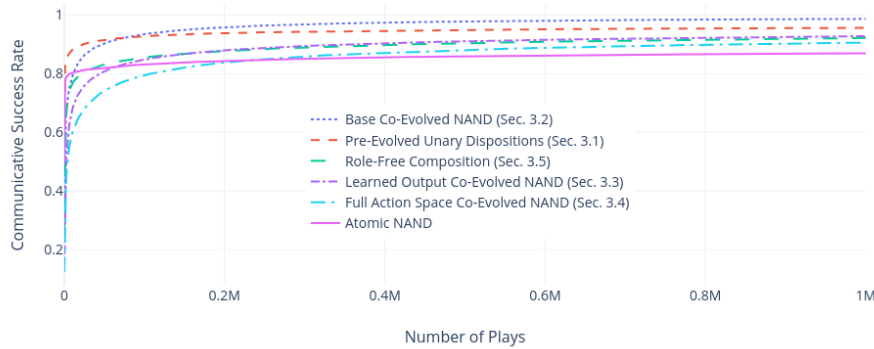 Communicative Success Rate
1
0.8
0.6
0.4
0.2
Base Co-Evolved NAND (Sec. 3.2)
Pre-Evolved Unary Dispositions (Sec. 3.1)
Role-Free Composition (Sec. 3.5)
Learned Output Co-Evolved NAND (Sec. 3.3)
Full Action Space Co-Evolved NAND (Sec. 3.4)
Atomic NAND
0 0.2M 0.4M 0.6M 0.8M 1M
Number of Plays